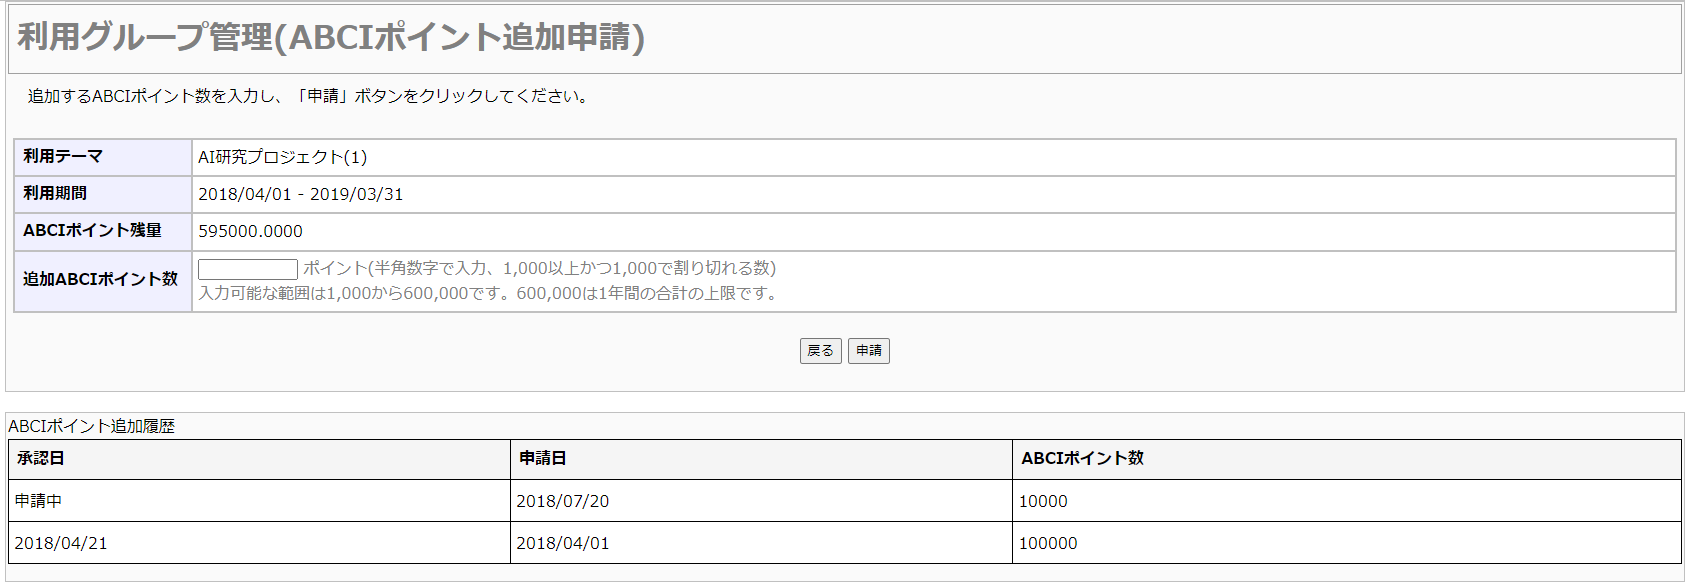 利用グループ管理(ABCIポイント追加申請)
追加するABCIポイント数を入力し、「申請」ボタンをクリックしてください。
利用テーマ AI研究プロジェクト(1)
利用期間 2018/04/01 - 2019/03/31
ABCIポイント残量 595000.0000
追加ABCIポイント数 ポイント(半角数字で入力、1,000以上かつ1,000で割り切れる数)
入力可能な範囲は1,000から600,000です。600,000は1年間の合計の上限です。
戻る 申請
ABCIポイント追加履歴
承認日 申請日 ABCIポイント数
申請中 2018/07/20 10000
2018/04/21 2018/04/01 100000